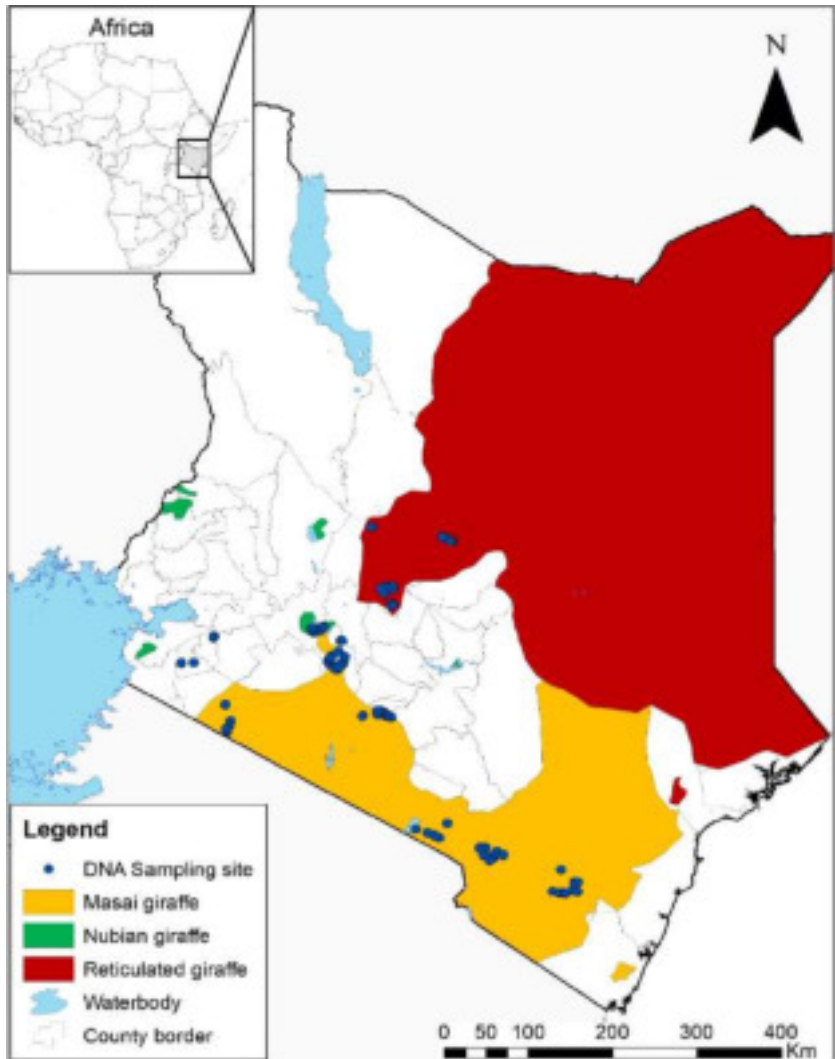 Africa
N
Legend
DNA Sampling site
Masai giraffe
Nubian giraffe
Reticulated giraffe
Waterbody
County border
0 50 100 200 300 400
Km